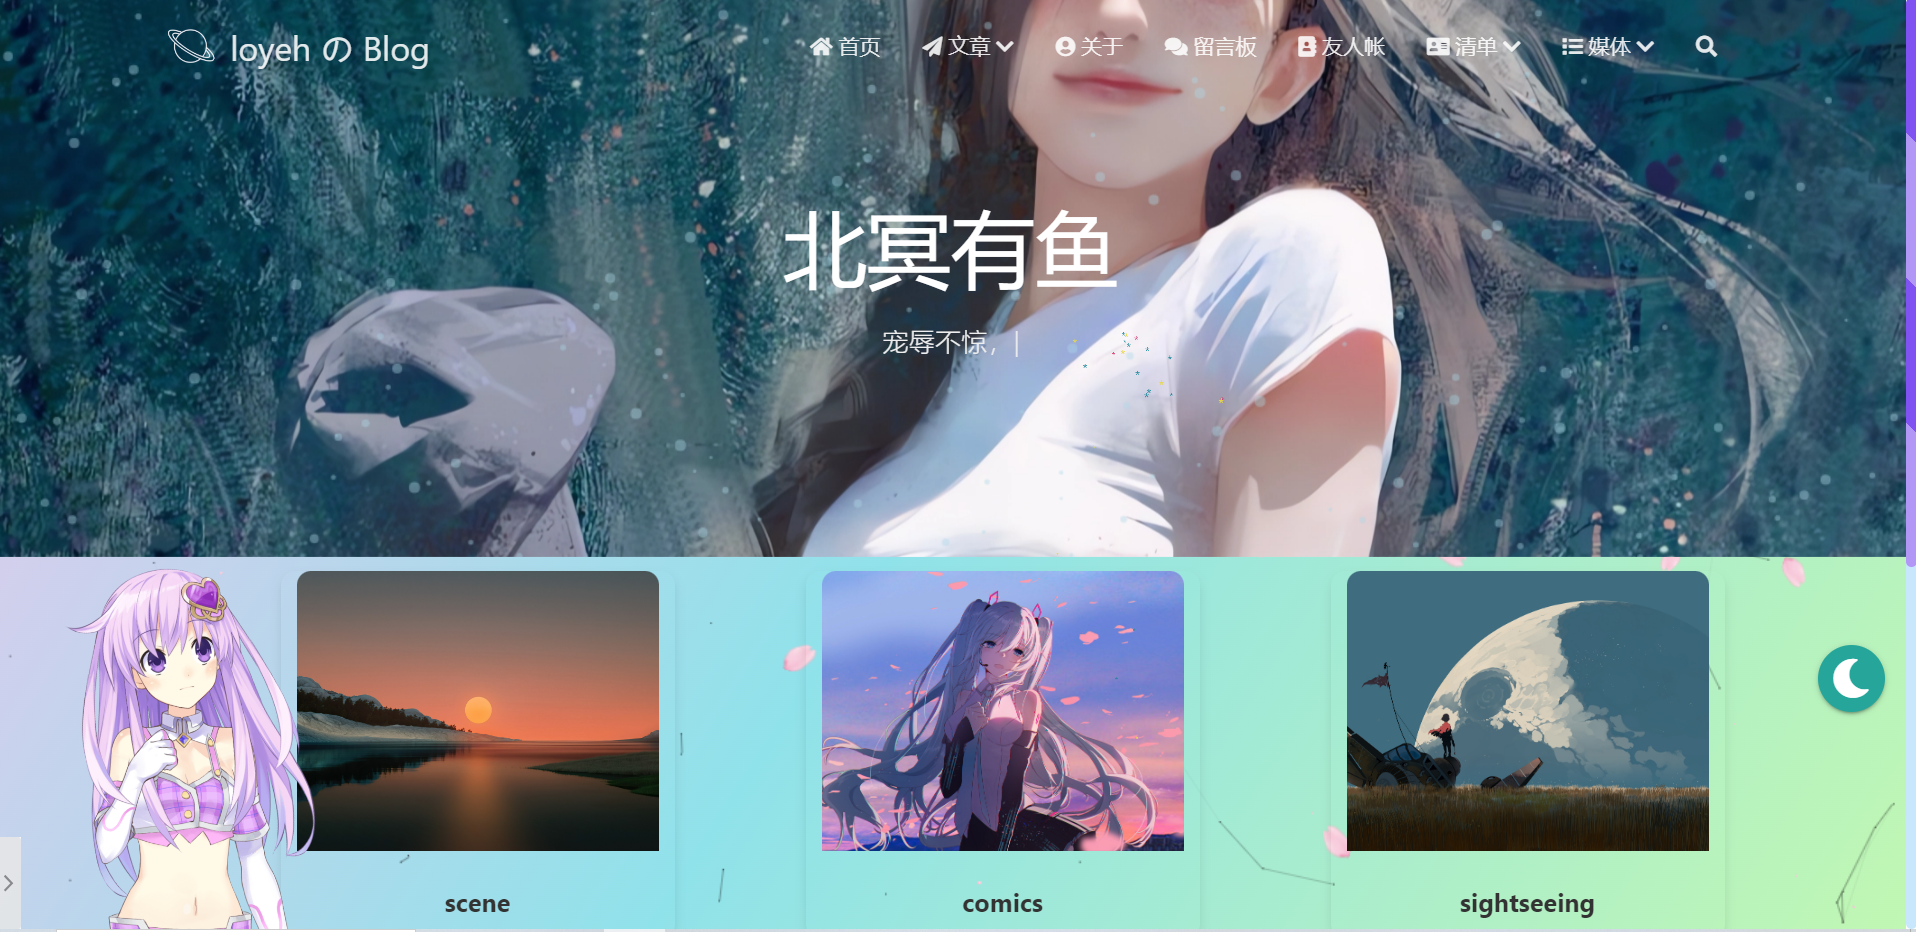 loyeh の Blog
首页 文章 关于 留言板 友人帐 清单 媒体
北冥有鱼
宠辱不惊，|
scene
comics
sightseeing